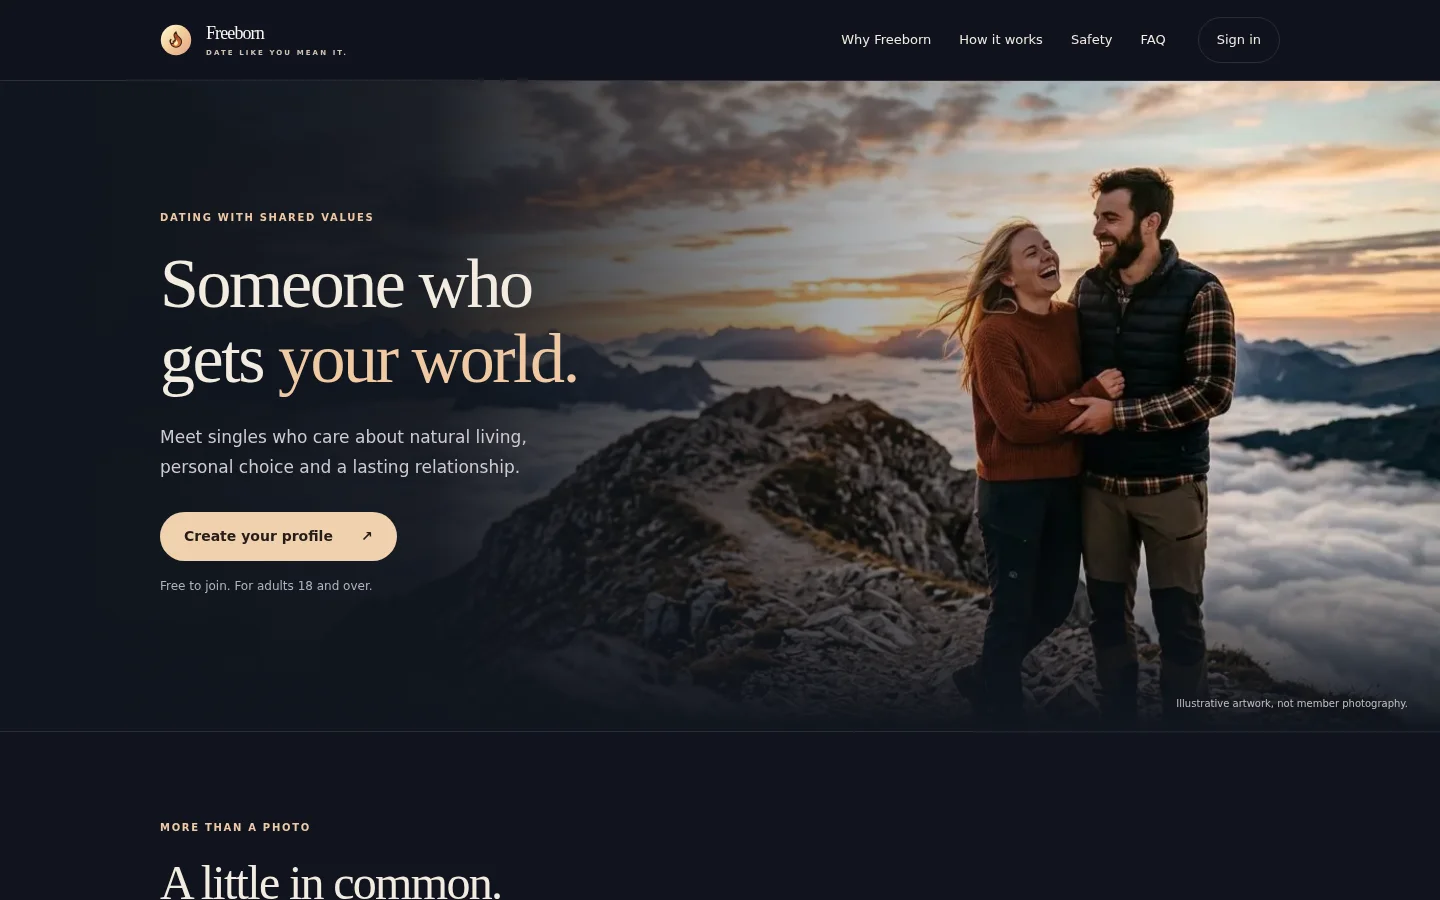 Freeborn
DATE LIKE YOU MEAN IT.
Why Freeborn
How it works
Safety
FAQ
Sign in
DATING WITH SHARED VALUES
Someone who
gets your world.
Meet singles who care about natural living,
personal choice and a lasting relationship.
Create your profile ↗
Free to join. For adults 18 and over.
Illustrative artwork, not member photography.
MORE THAN A PHOTO
A little in common.